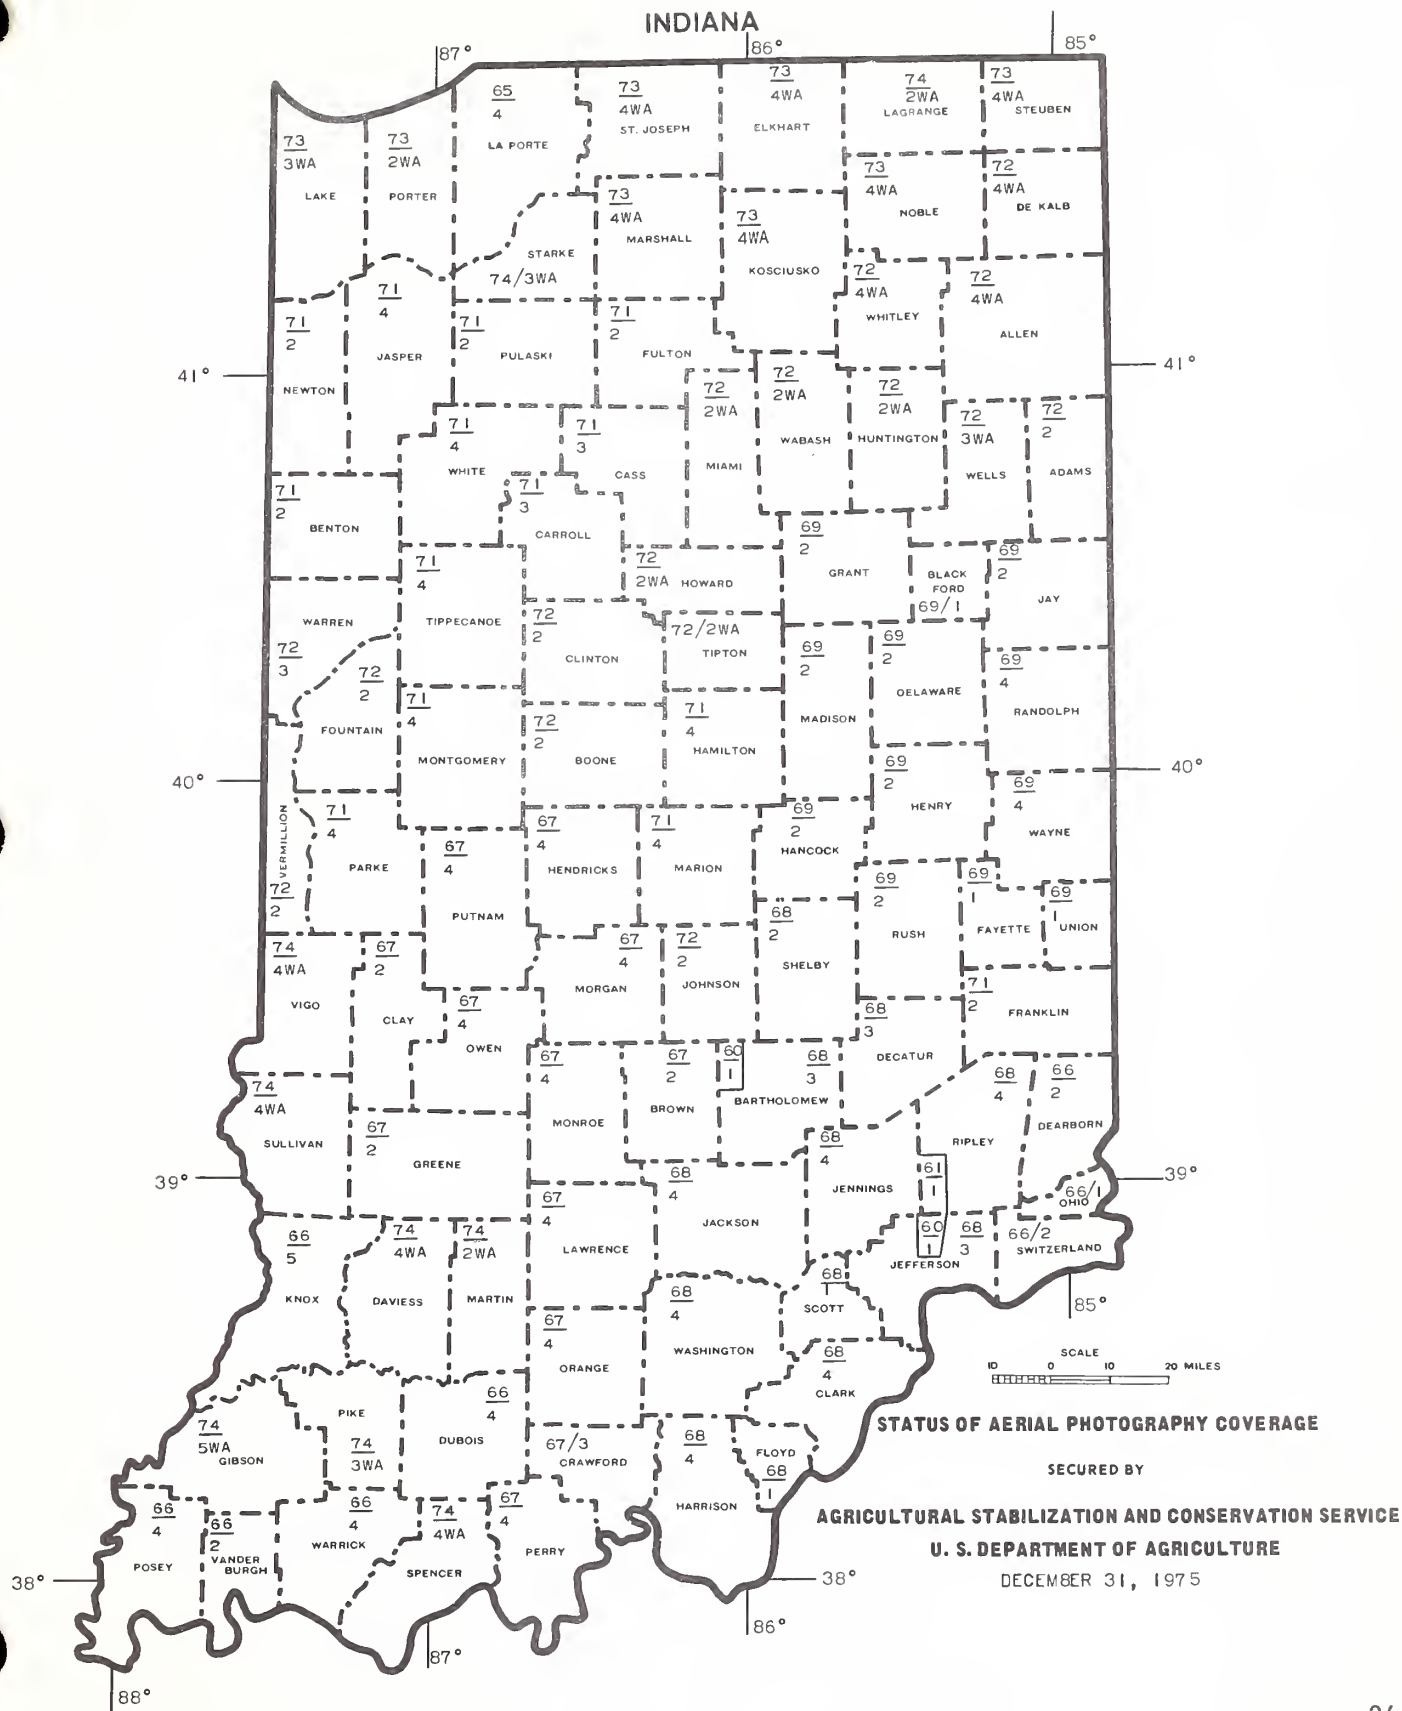 INDIANA
87°
86°
85°
65
4
LA PORTE
73
4WA
ST. JOSEPH
73
4WA
ELKHART
74
2WA
LAGRANGE
73
4WA
STEUBEN
73
3WA
LAKE
73
2WA
PORTER
73
4WA
MARSHALL
73
4WA
KOSCIUSKO
73
4WA
NOBLE
72
4WA
DE KALB
STARKE
74/3WA
72
4WA
WHITLEY
72
4WA
ALLEN
71
2
NEWTON
71
4
JASPER
71
2
PULASKI
71
2
FULTON
41°
41°
72
2WA
MIAMI
72
2WA
WABASH
72
2WA
HUNTINGTON
72
3WA
WELLS
72
2
ADAMS
71
4
WHITE
71
3
CASS
71
2
BENTON
71
3
CARROLL
69
2
GRANT
BLACK
FORD
69/1
69
2
JAY
72
2WA
HOWARD
71
4
TIPPECANOE
WARREN
72
3
72
2
CLINTON
72/2WA
TIPTON
69
2
MADISON
69
2
OELAWARE
69
4
RANDOLPH
72
2
FOUNTAIN
71
4
MONTGOMERY
72
2
BOONE
71
4
HAMILTON
40°
40°
69
2
HENRY
69
4
WAYNE
VERMILLION
72
2
71
4
PARKE
67
4
PUTNAM
67
4
HENDRICKS
71
4
MARION
69
2
HANCOCK
69
2
RUSH
69
1
FAYETTE
69
1
UNION
68
2
SHELBY
74
4WA
VIGO
67
2
CLAY
67
4
OWEN
67
4
MORGAN
72
2
JOHNSON
71
2
FRANKLIN
68
3
DECATUR
67
4
MONROE
67
2
BROWN
60
1
68
3
BARTHOLOMEW
68
4
RIPLEY
66
2
DEARBORN
74
4WA
SULLIVAN
67
2
GREENE
68
4
JENNINGS
61
1
39°
39°
66/1
OHIO
67
4
LAWRENCE
68
4
JACKSON
60
1
68
3
JEFFERSON
66/2
SWITZERLAND
66
5
KNOX
74
4WA
DAVIESS
74
2WA
MARTIN
68
1
SCOTT
85°
67
4
ORANGE
68
4
WASHINGTON
68
4
CLARK
SCALE
10 0 10 20 MILES
74
5WA
GIBSON
PIKE
74
3WA
66
4
DUBOIS
67/3
CRAWFORD
68
4
HARRISON
FLOYD
68
1
STATUS OF AERIAL PHOTOGRAPHY COVERAGE
SECURED BY
AGRICULTURAL STABILIZATION AND CONSERVATION SERVICE
U. S. DEPARTMENT OF AGRICULTURE
DECEMBER 31, 1975
66
4
POSEY
66
2
VANDER
BURGH
66
4
WARRICK
74
4WA
SPENCER
67
4
PERRY
38°
38°
86°
87°
88°